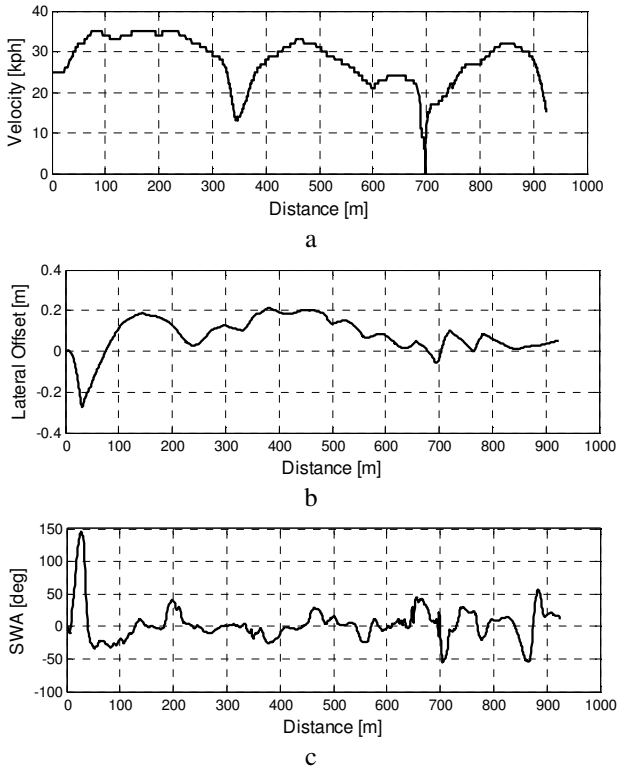 40
30
20
10
0
Velocity [kph]
0 100 200 300 400 500 600 700 800 900 1000
Distance [m]
a
0.4
0.2
0
-0.2
-0.4
Lateral Offset [m]
0 100 200 300 400 500 600 700 800 900 1000
Distance [m]
b
150
100
50
0
-50
-100
SWA [deg]
0 100 200 300 400 500 600 700 800 900 1000
Distance [m]
c